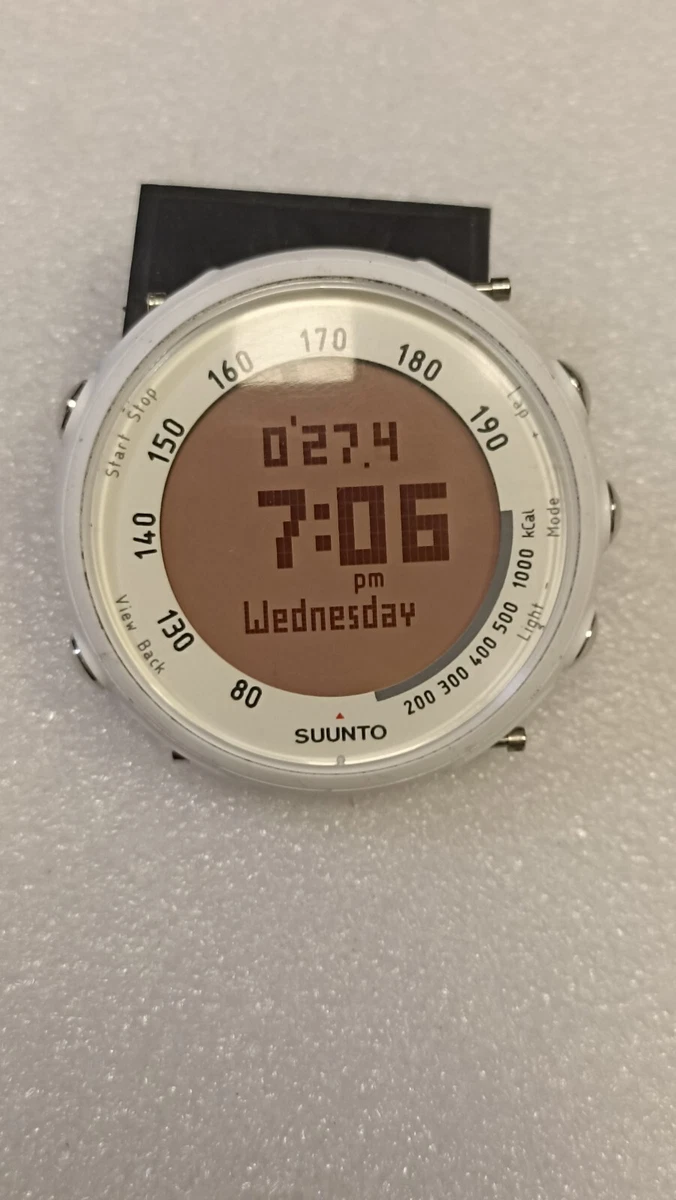 170
160
180
150
190
140
130
80
Start Stop
Lap +
Mode
Light -
View Back
0'27.4
7:06
pm
Wednesday
1000 kCal
500
400
300
200
SUUNTO